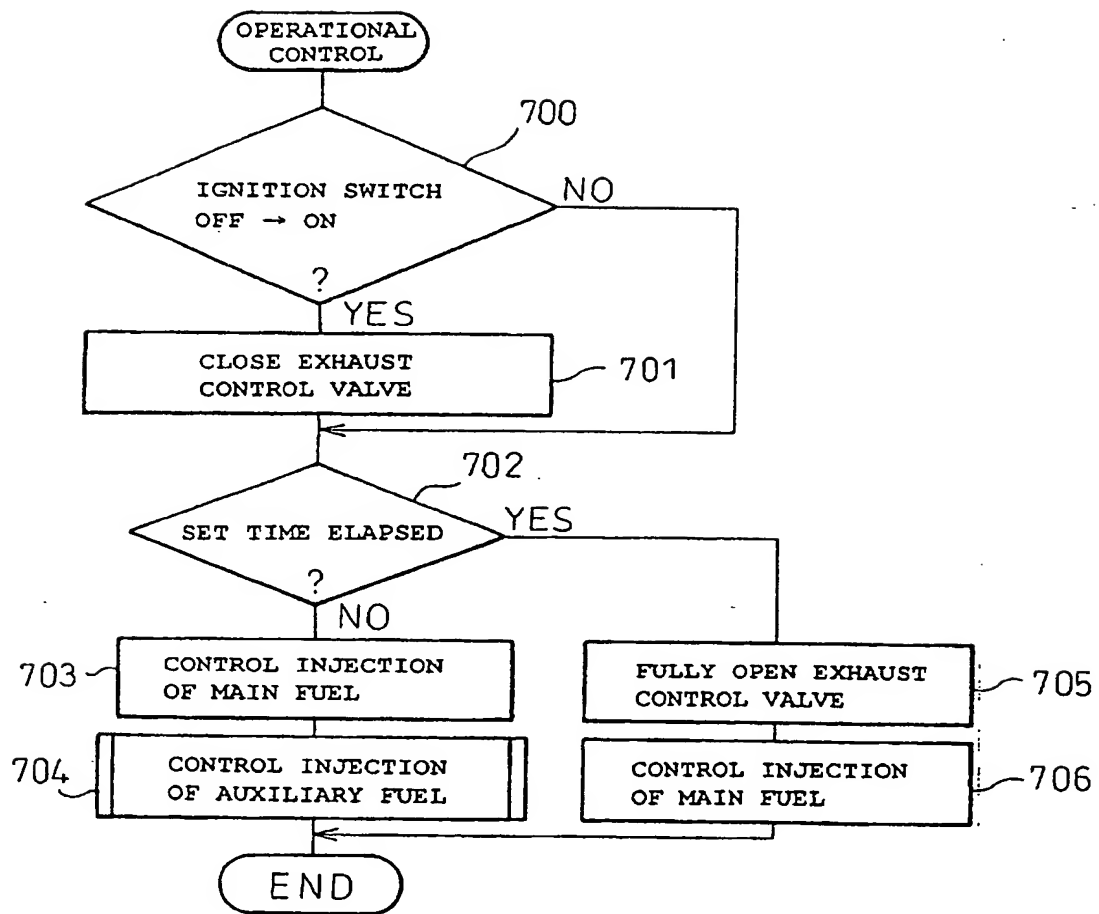 OPERATIONAL
CONTROL
700
IGNITION SWITCH
OFF → ON
?
NO
YES
CLOSE EXHAUST
CONTROL VALVE
701
702
SET TIME ELAPSED
?
YES
NO
703
CONTROL INJECTION
OF MAIN FUEL
FULLY OPEN EXHAUST
CONTROL VALVE
705
704
CONTROL INJECTION
OF AUXILIARY FUEL
CONTROL INJECTION
OF MAIN FUEL
706
END